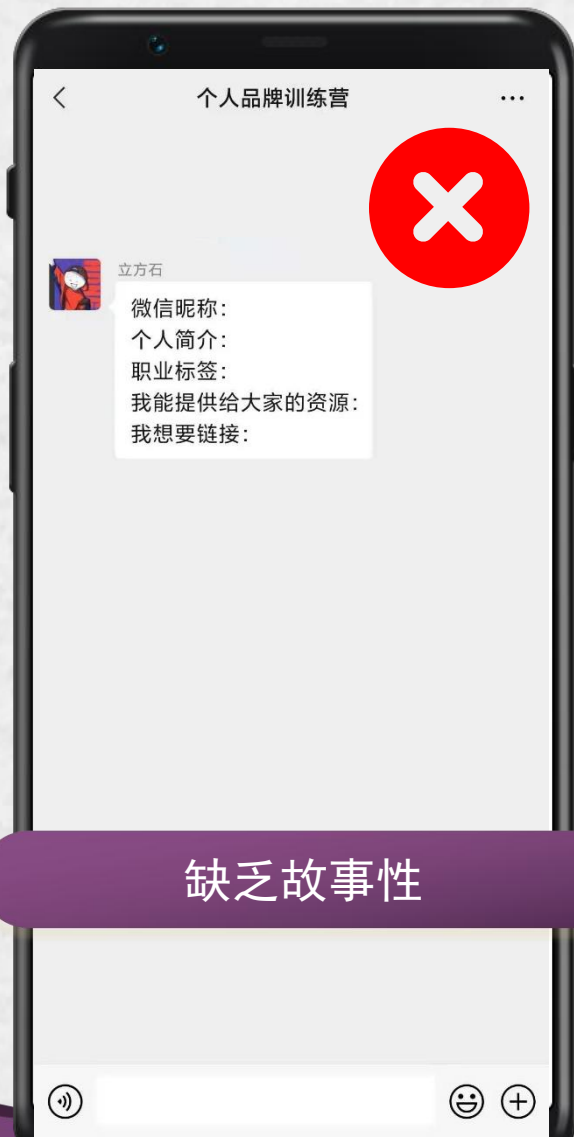 个人品牌训练营
立方石
微信昵称：
个人简介：
职业标签：
我能提供给大家的资源：
我想要链接：
缺乏故事性